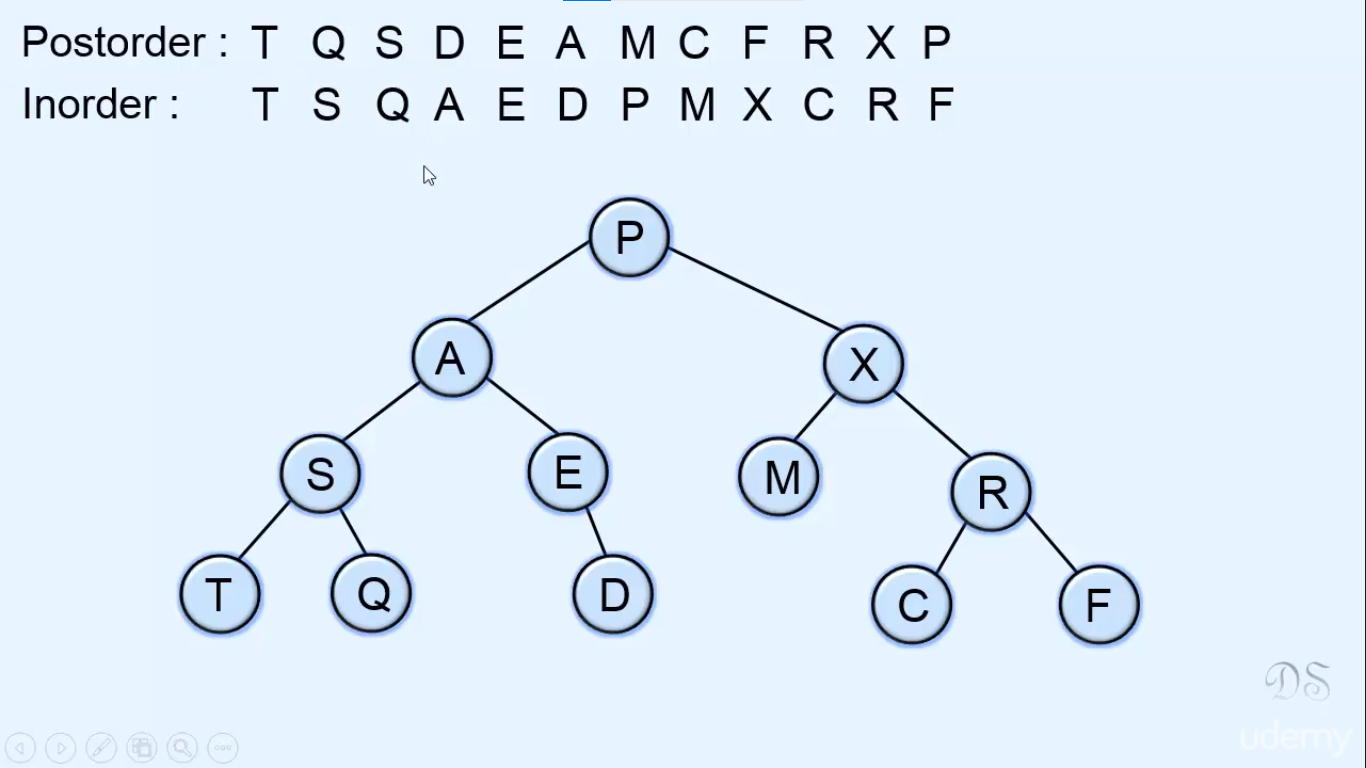 Postorder : T Q S D E A M C F R X P
Inorder : T S Q A E D P M X C R F
P
A
X
S
E
M
R
T
Q
D
C
F
DS
udemy